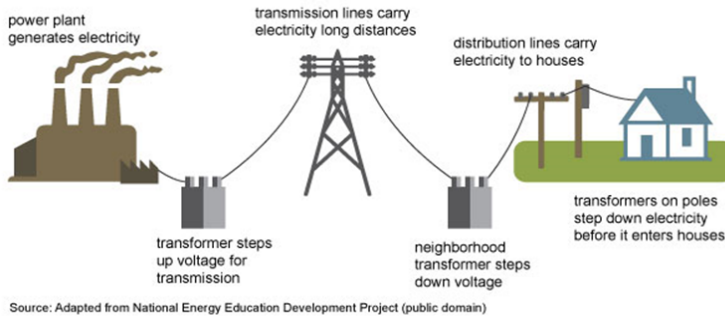 power plant
generates electricity
transmission lines carry
electricity long distances
distribution lines carry
electricity to houses
transformer steps
up voltage for
transmission
neighborhood
transformer steps
down voltage
transformers on poles
step down electricity
before it enters houses
Source: Adapted from National Energy Education Development Project (public domain)